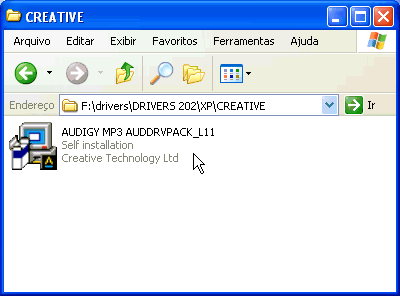 CREATIVE
Arquivo Editar Exibir Favoritos Ferramentas Ajuda
Endereço F:\drivers\DRIVERS 202\XP\CREATIVE Ir
AUDIGY MP3 AUDDRVPACK_L11
Self installation
Creative Technology Ltd